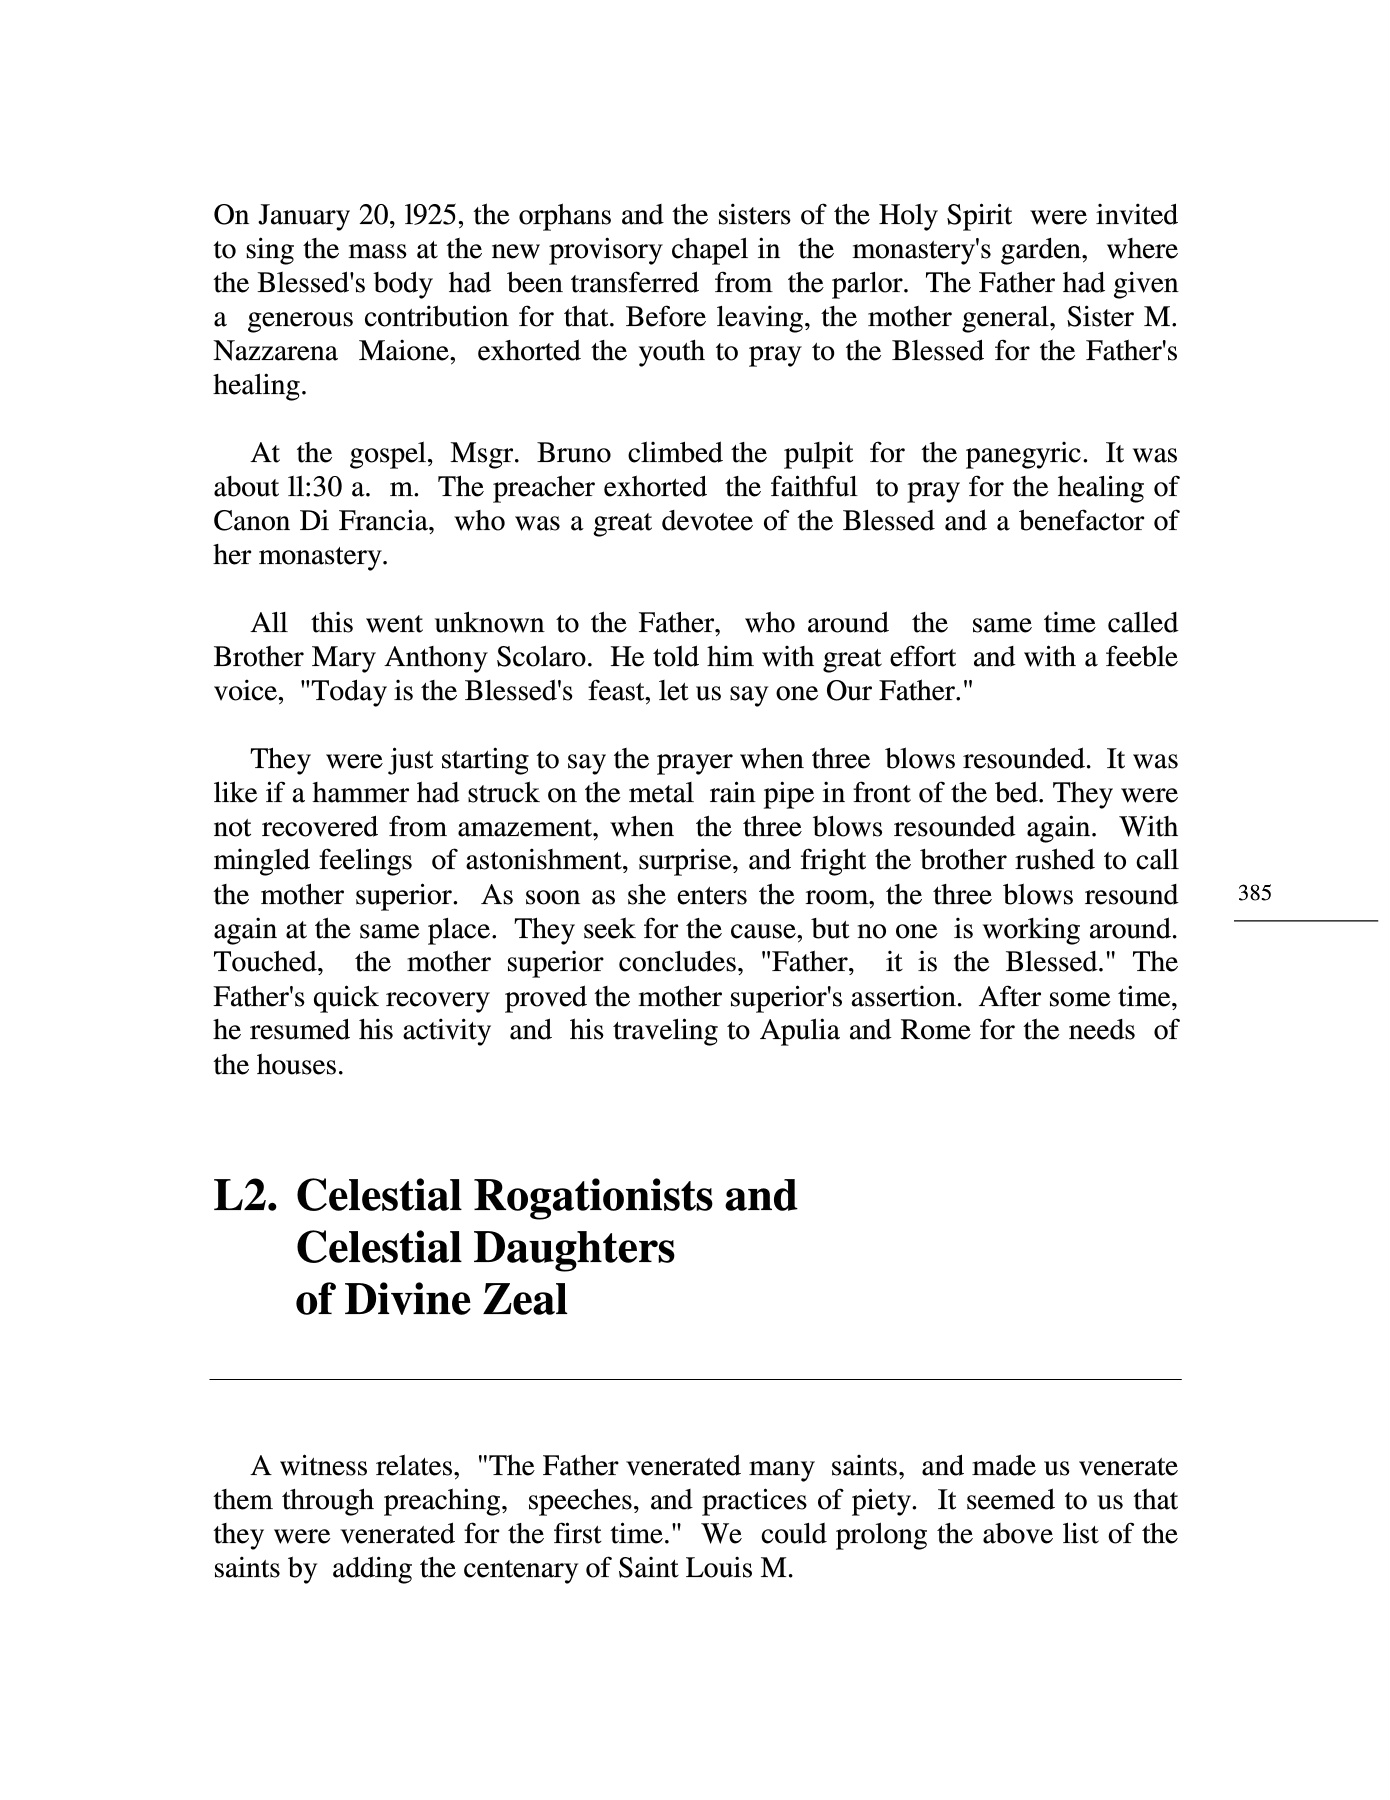 On January 20, l925, the orphans and the sisters of the Holy Spirit were invited
to sing the mass at the new provisory chapel in the monastery's garden, where
the Blessed's body had been transferred from the parlor. The Father had given
a generous contribution for that. Before leaving, the mother general, Sister M.
Nazzarena Maione, exhorted the youth to pray to the Blessed for the Father's
healing.
At the gospel, Msgr. Bruno climbed the pulpit for the panegyric. It was
about ll:30 a. m. The preacher exhorted the faithful to pray for the healing of
Canon Di Francia, who was a great devotee of the Blessed and a benefactor of
her monastery.
All this went unknown to the Father, who around the same time called
Brother Mary Anthony Scolaro. He told him with great effort and with a feeble
voice, "Today is the Blessed's feast, let us say one Our Father."
They were just starting to say the prayer when three blows resounded. It was
like if a hammer had struck on the metal rain pipe in front of the bed. They were
not recovered from amazement, when the three blows resounded again. With
mingled feelings of astonishment, surprise, and fright the brother rushed to call
the mother superior. As soon as she enters the room, the three blows resound
again at the same place. They seek for the cause, but no one is working around.
Touched, the mother superior concludes, "Father, it is the Blessed." The
Father's quick recovery proved the mother superior's assertion. After some time,
he resumed his activity and his traveling to Apulia and Rome for the needs of
the houses.
385
L2. Celestial Rogationists and
Celestial Daughters
of Divine Zeal
A witness relates, "The Father venerated many saints, and made us venerate
them through preaching, speeches, and practices of piety. It seemed to us that
they were venerated for the first time." We could prolong the above list of the
saints by adding the centenary of Saint Louis M.